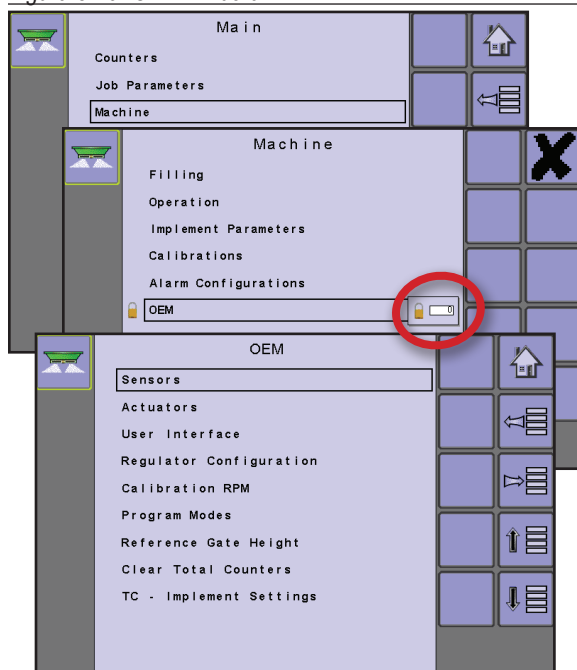 Main
Counters
Job Parameters
Machine
Machine
Filling
Operation
Implement Parameters
Calibrations
Alarm Configurations
OEM
0
OEM
Sensors
Actuators
User Interface
Regulator Configuration
Calibration RPM
Program Modes
Reference Gate Height
Clear Total Counters
TC - Implement Settings